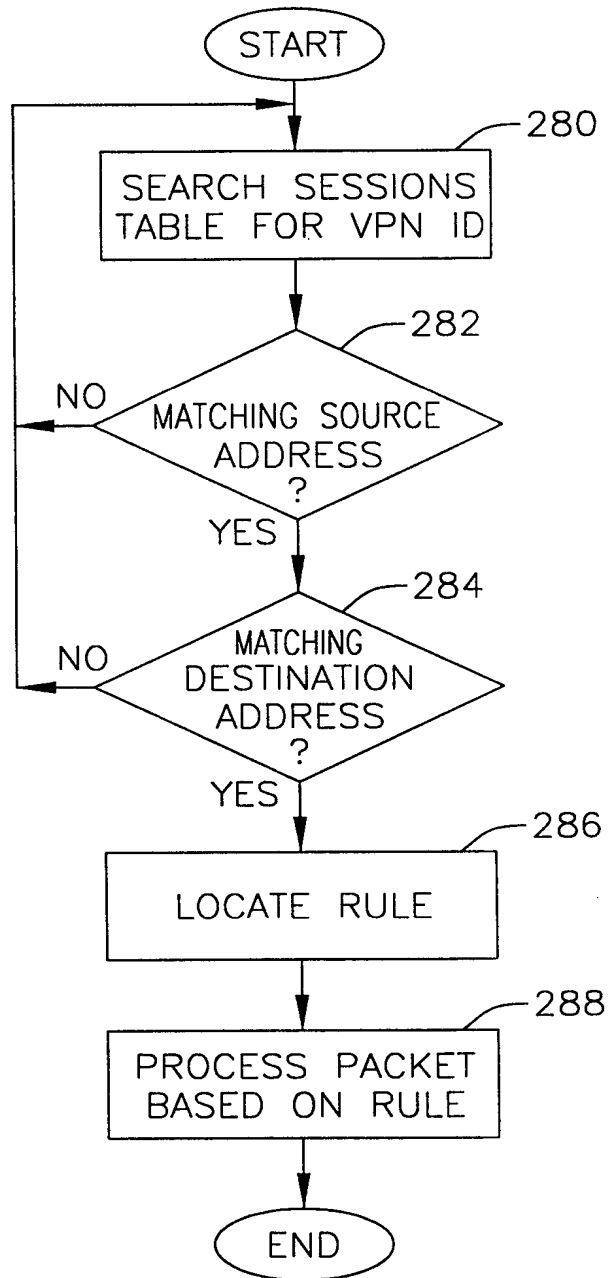 START
280
SEARCH SESSIONS
TABLE FOR VPN ID
282
NO
MATCHING SOURCE
ADDRESS
?
YES
284
NO
MATCHING
DESTINATION
ADDRESS
?
YES
286
LOCATE RULE
288
PROCESS PACKET
BASED ON RULE
END